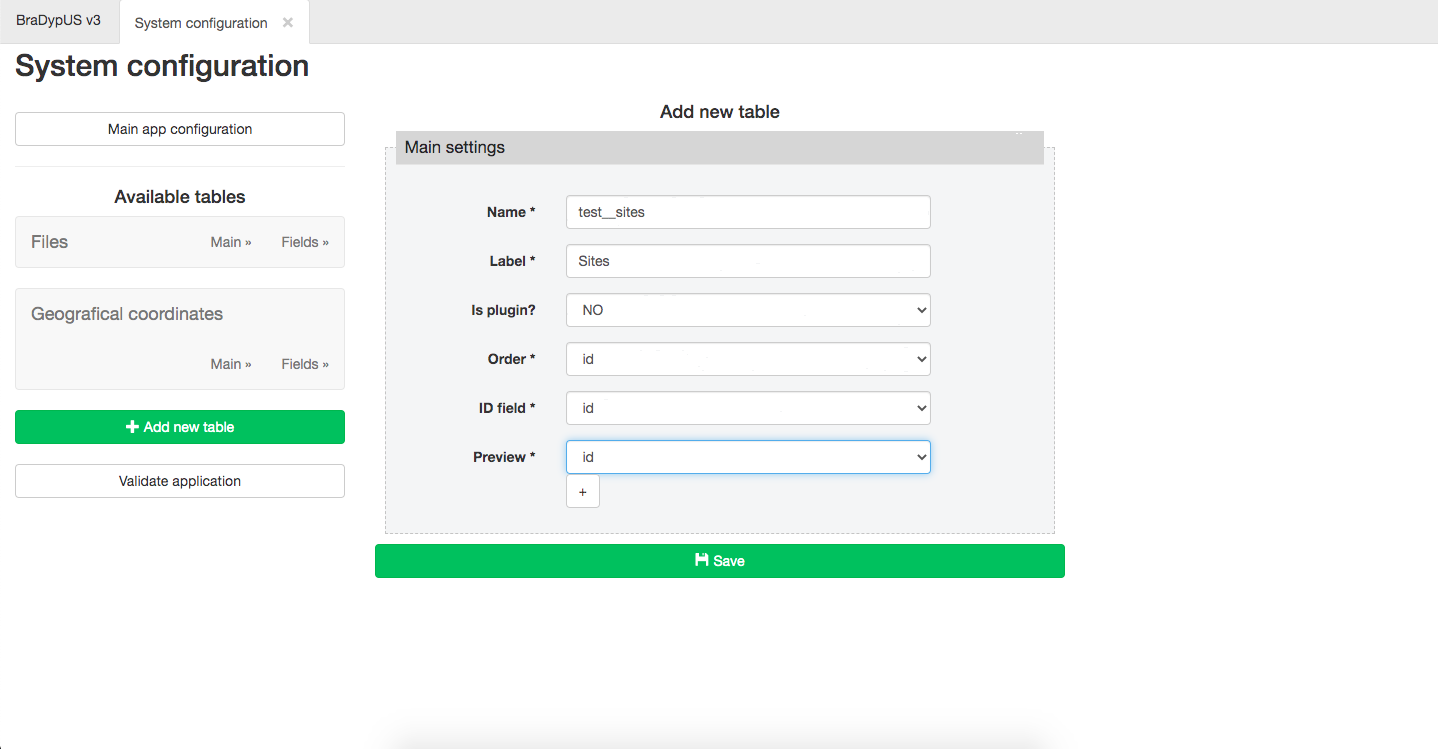 BraDypUS v3
System configuration ×
System configuration
Main app configuration
Available tables
Files Main » Fields »
Geografical coordinates
Main » Fields »
+ Add new table
Validate application
Add new table
Main settings
Name * test__sites
Label * Sites
Is plugin? NO
Order * id
ID field * id
Preview * id
+
Save